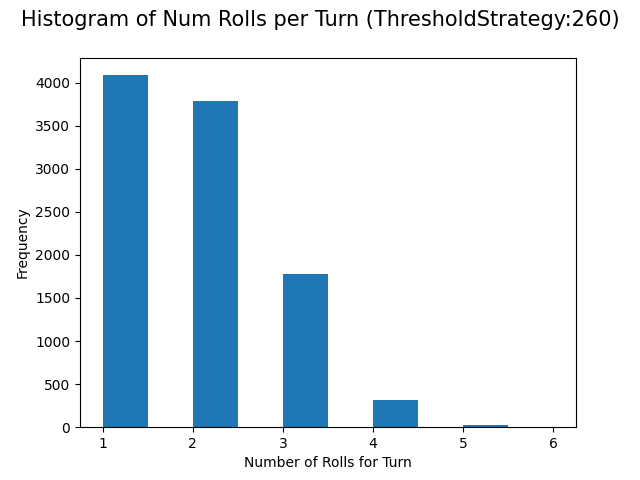 Histogram of Num Rolls per Turn (ThresholdStrategy:260)
4000
3500
3000
2500
2000
1500
1000
500
0
Frequency
1 2 3 4 5 6
Number of Rolls for Turn